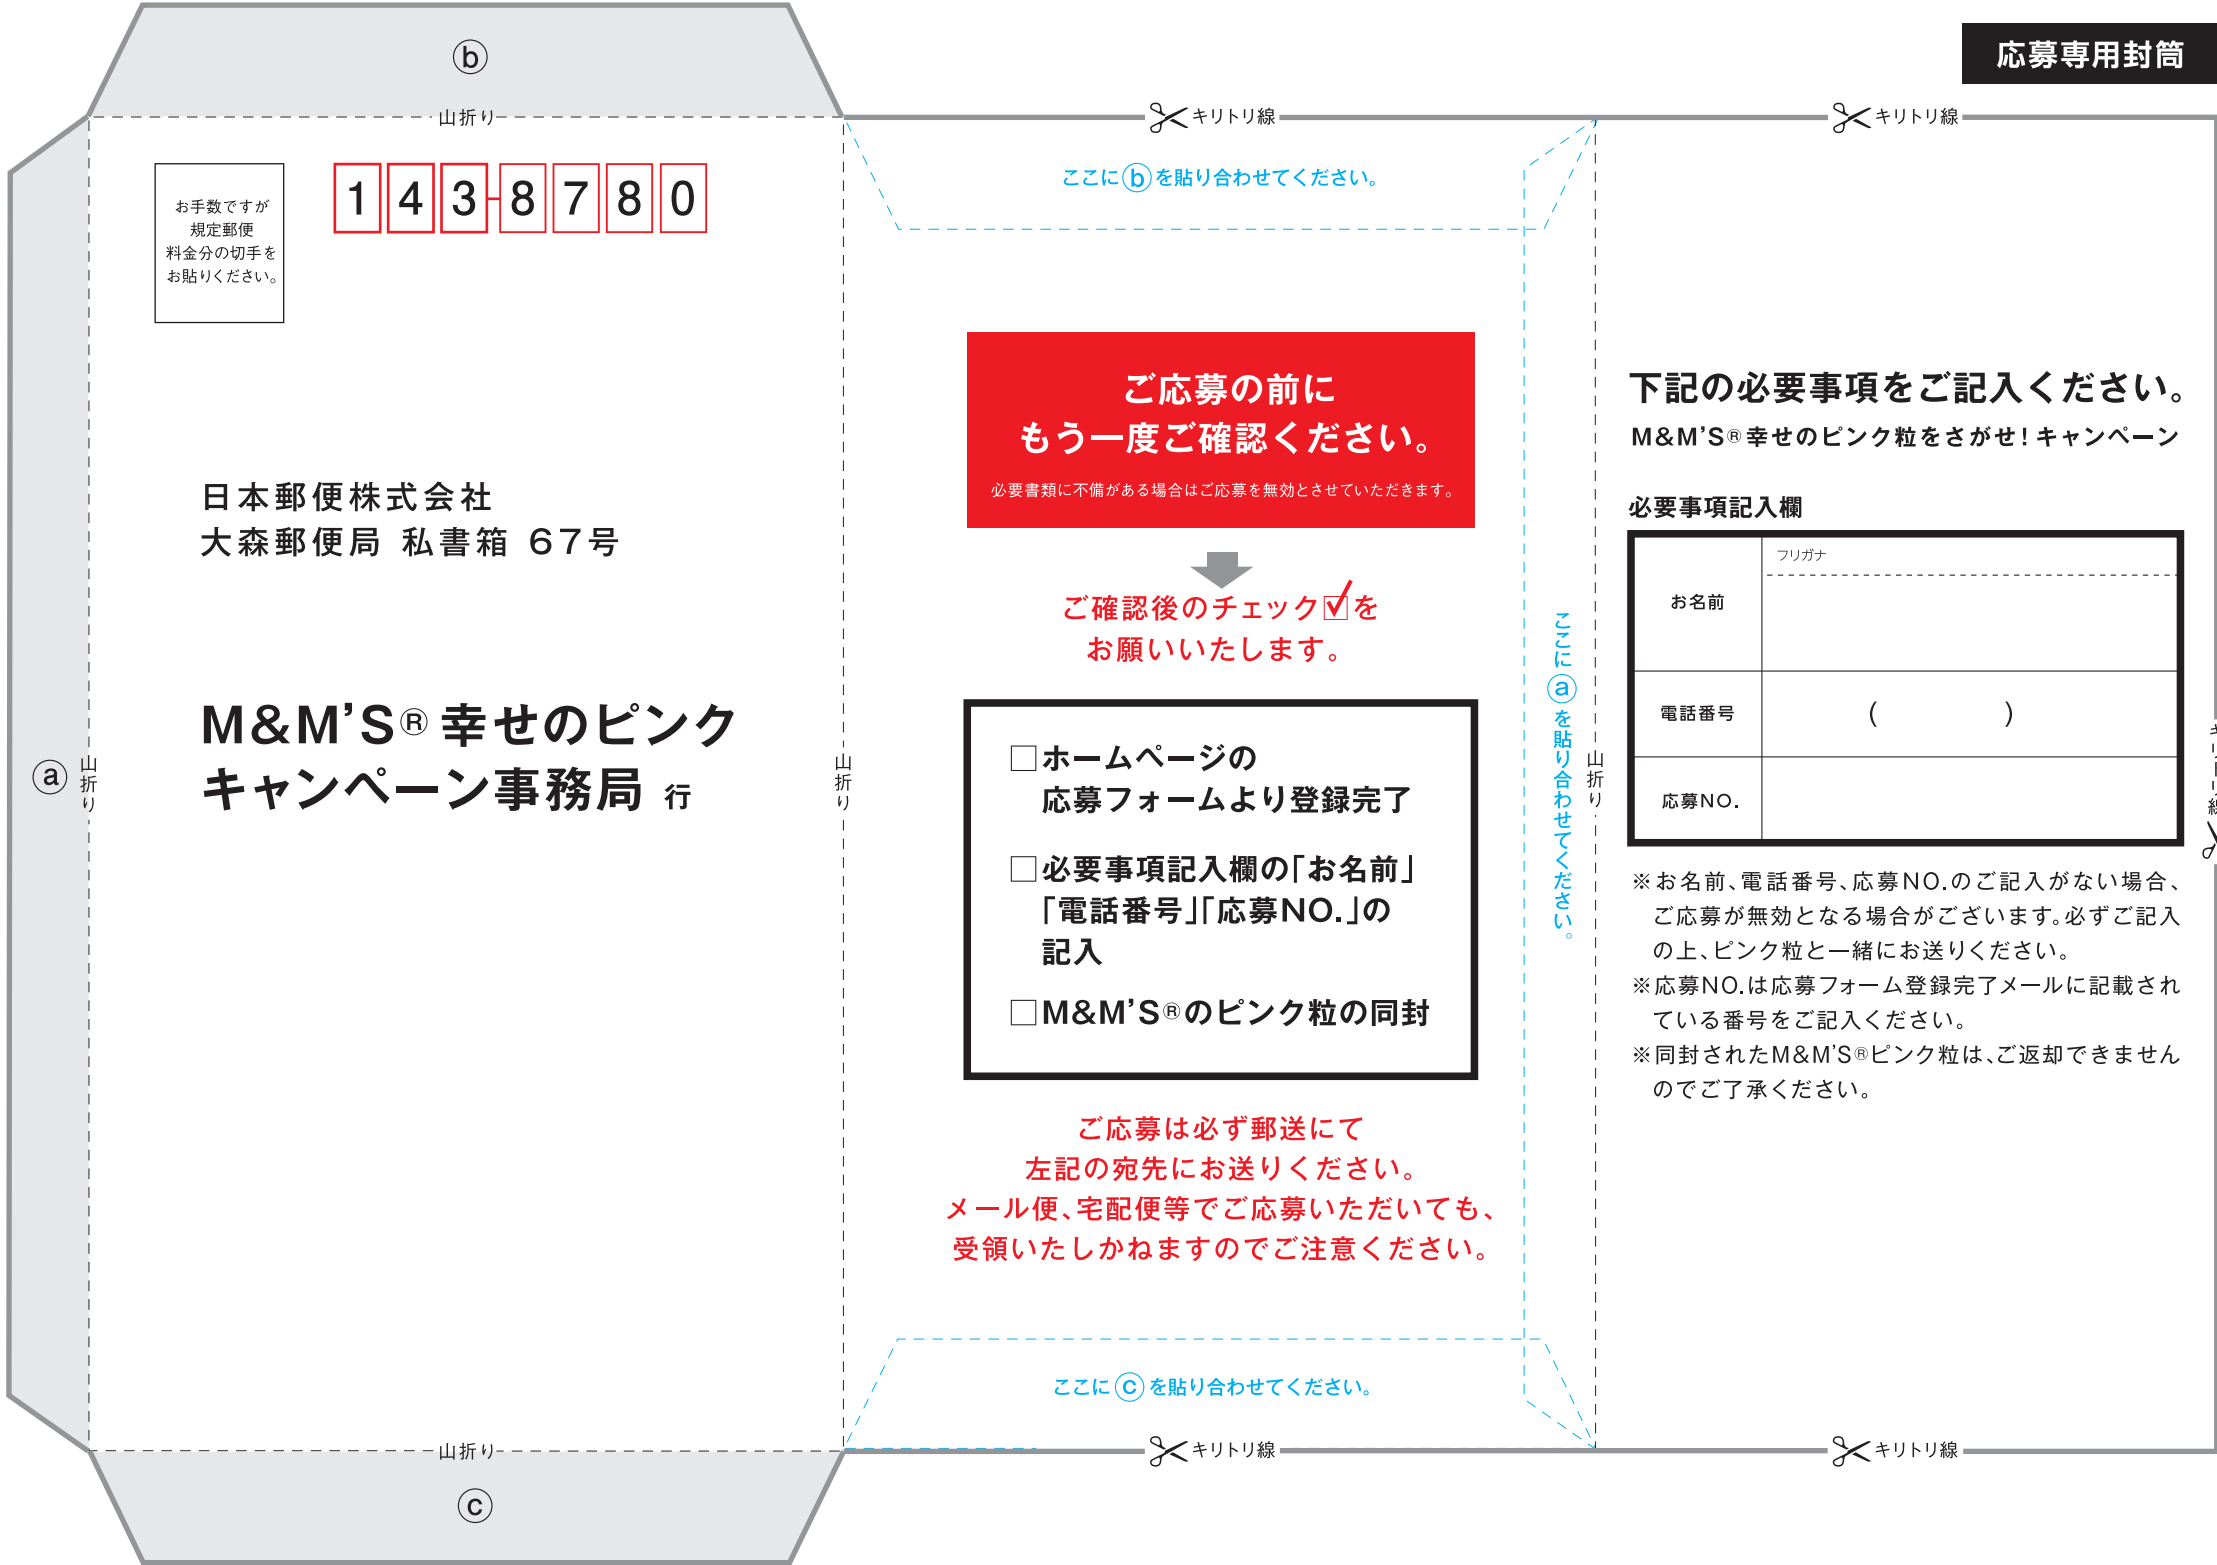 応募専用封筒
ⓑ
山折り
キリトリ線
キリトリ線
お手数ですが
規定郵便
料金分の切手を
お貼りください。
143-8780
日本郵便株式会社
大森郵便局 私書箱 67号
M&M'S® 幸せのピンク
キャンペーン事務局 行
ⓐ
山折り
山折り
ⓒ
山折り
ここにⓑを貼り合わせてください。
ご応募の前に
もう一度ご確認ください。
必要書類に不備がある場合はご応募を無効とさせていただきます。
ご確認後のチェック☑を
お願いいたします。
□ホームページの
応募フォームより登録完了
□必要事項記入欄の「お名前」
「電話番号」「応募NO.」の
記入
□M&M'S®のピンク粒の同封
ご応募は必ず郵送にて
左記の宛先にお送りください。
メール便、宅配便等でご応募いただいても、
受領いたしかねますのでご注意ください。
ここにⓒを貼り合わせてください。
キリトリ線
ここにⓐを貼り合わせてください。
山折り
下記の必要事項をご記入ください。
M&M'S®幸せのピンク粒をさがせ!キャンペーン
必要事項記入欄
お名前
フリガナ
電話番号 ( )
応募NO.
※お名前、電話番号、応募NO.のご記入がない場合、
ご応募が無効となる場合がございます。必ずご記入
の上、ピンク粒と一緒にお送りください。
※応募NO.は応募フォーム登録完了メールに記載され
ている番号をご記入ください。
※同封されたM&M'S®ピンク粒は、ご返却できません
のでご了承ください。
キリトリ線
キリトリ線